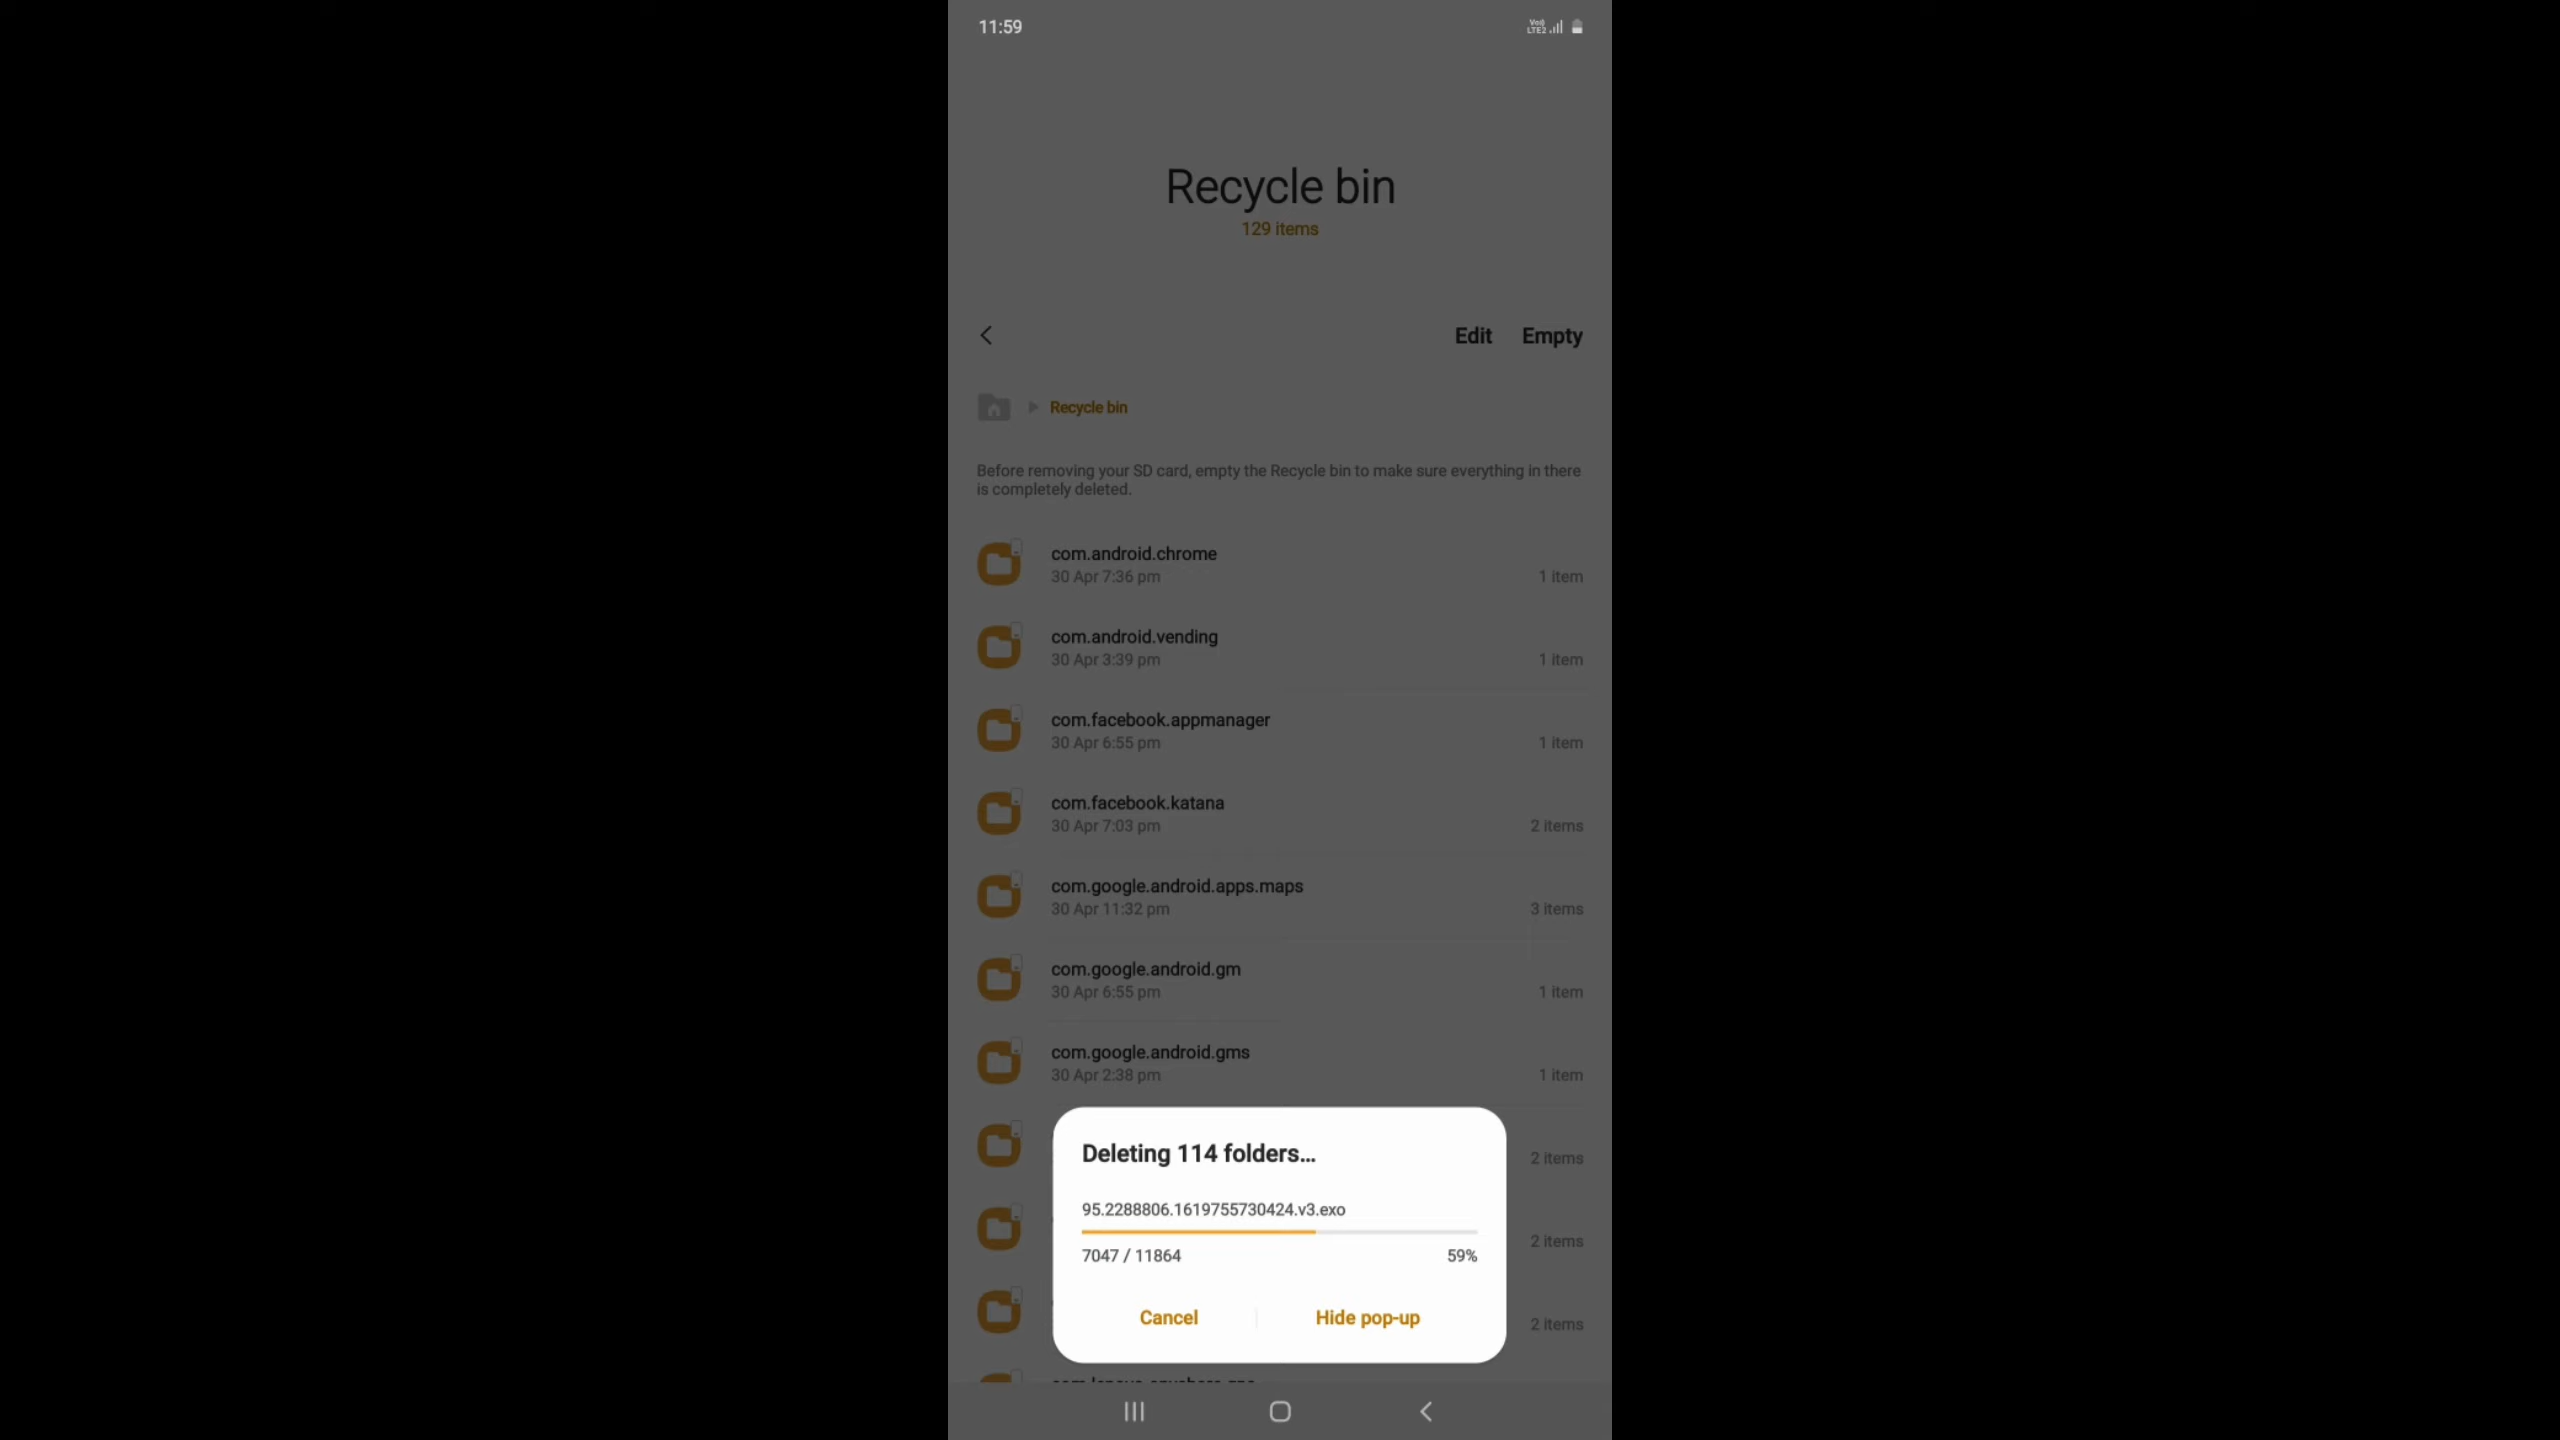 11:59
Vo))
LTE2
Recycle bin
129 items
Edit Empty
Recycle bin
Before removing your SD card, empty the Recycle bin to make sure everything in there
is completely deleted.
com.android.chrome
30 Apr 7:36 pm 1 item
com.android.vending
30 Apr 3:39 pm 1 item
com.facebook.appmanager
30 Apr 6:55 pm 1 item
com.facebook.katana
30 Apr 7:03 pm 2 items
com.google.android.apps.maps
30 Apr 11:32 pm 3 items
com.google.android.gm
30 Apr 6:55 pm 1 item
com.google.android.gms
30 Apr 2:38 pm 1 item
2 items
2 items
2 items
Deleting 114 folders...
95.2288806.1619755730424.v3.exo
7047 / 11864 59%
Cancel Hide pop-up